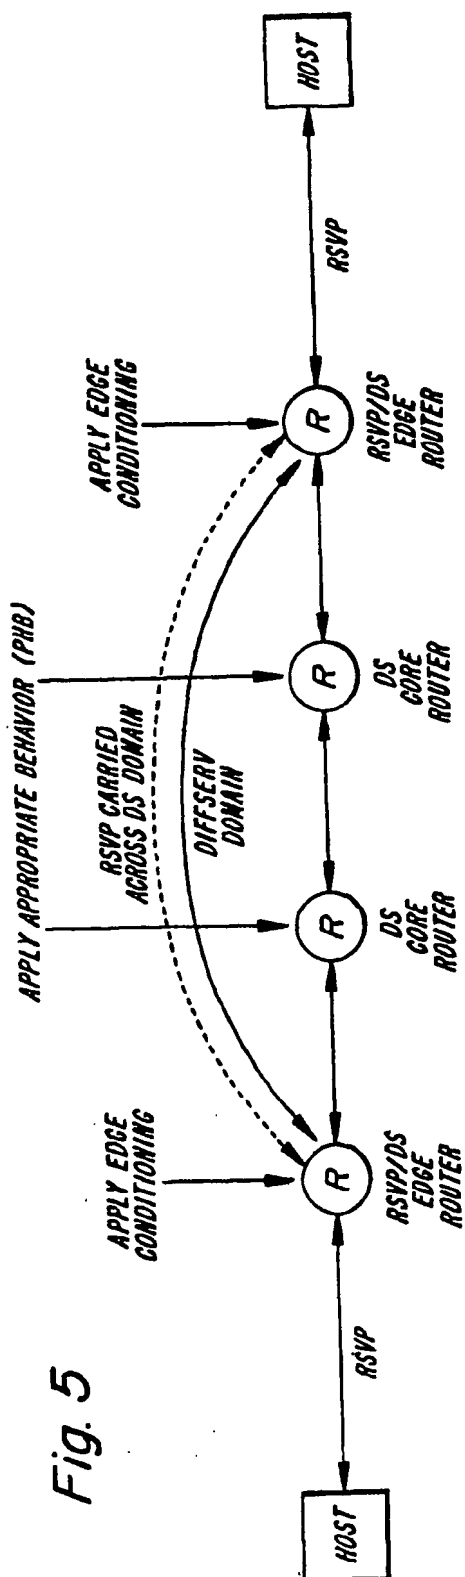 Fig. 5
APPLY APPROPRIATE BEHAVIOR (PHB)
APPLY EDGE
CONDITIONING
RSVP CARRIED
ACROSS DS DOMAIN
DIFFSERV
DOMAIN
APPLY EDGE
CONDITIONING
HOST
RSVP
R
RSVP/DS
EDGE
ROUTER
R
DS
CORE
ROUTER
R
DS
CORE
ROUTER
R
RSVP/DS
EDGE
ROUTER
RSVP
HOST